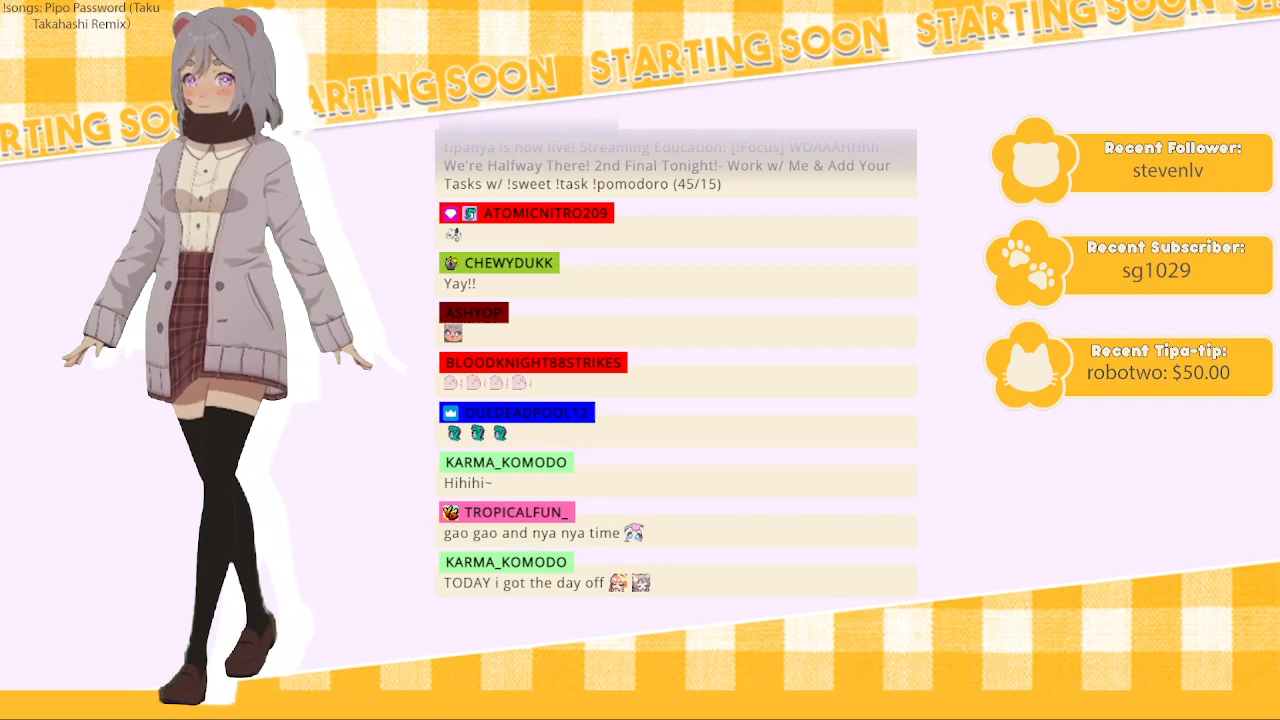 !songs: Pipo Password (Taku
Takahashi Remix)
RTING SOON
STARTING SOON
STARTING SOON
tipanya is now live! Streaming Education: [!Focus] WOAAAHHhh
We're Halfway There! 2nd Final Tonight!- Work w/ Me & Add Your
Tasks w/ !sweet !task !pomodoro (45/15)
ATOMICNITRO209
CHEWYDUKK
Yay!!
ASHYOP
BLOODKNIGHT88STRIKES
DUEDEADPOOL12
KARMA_KOMODO
Hihihi~
TROPICALFUN_
gao gao and nya nya time
KARMA_KOMODO
TODAY i got the day off
Recent Follower:
stevenlv
Recent Subscriber:
sg1029
Recent Tipa-tip:
robotwo: $50.00